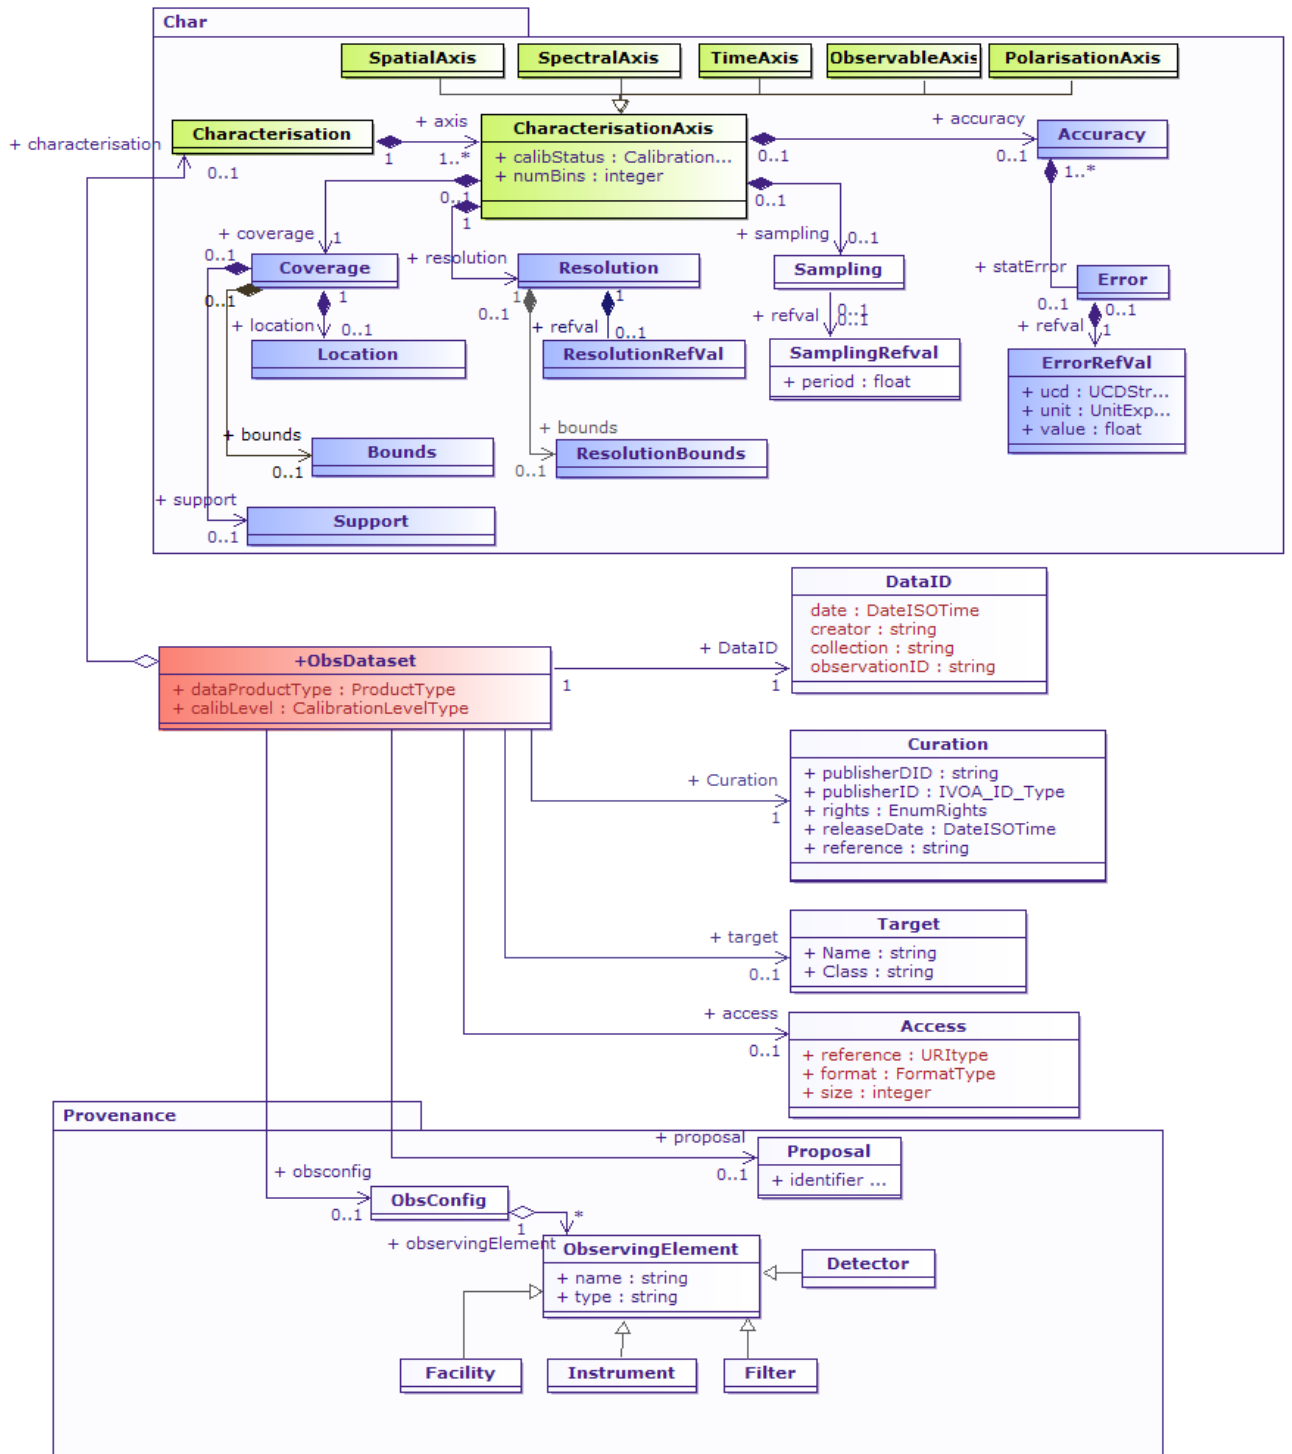 Char
SpatialAxis
SpectralAxis
TimeAxis
ObservableAxis
PolarisationAxis
+ characterisation
0..1
Characterisation
1
+ axis
1..*
CharacterisationAxis
+ calibStatus : Calibration...
+ numBins : integer
+ accuracy
0..1
0..1
Accuracy
1..*
0..1
+ coverage
1
1
+ resolution
0..1
+ sampling
0..1
+ statError
0..1
Coverage
0..1
0..1
1
+ location
0..1
Resolution
1
0..1
1
+ refval
0..1
Sampling
0..1
+ refval
0..1
Error
0..1
+ refval
1
Location
ResolutionRefVal
SamplingRefval
+ period : float
ErrorRefVal
+ ucd : UCDStr...
+ unit : UnitExp...
+ value : float
+ bounds
0..1
Bounds
+ bounds
0..1
ResolutionBounds
+ support
0..1
Support
+ObsDataset
+ dataProductType : ProductType
+ calibLevel : CalibrationLevelType
1
+ DataID
1
DataID
date : DateISOTime
creator : string
collection : string
observationID : string
+ Curation
1
Curation
+ publisherDID : string
+ publisherID : IVOA_ID_Type
+ rights : EnumRights
+ releaseDate : DateISOTime
+ reference : string
+ target
0..1
Target
+ Name : string
+ Class : string
+ access
0..1
Access
+ reference : URItype
+ format : FormatType
+ size : integer
Provenance
+ proposal
0..1
Proposal
+ identifier ...
+ obsconfig
0..1
ObsConfig
1
*
+ observingElement
ObservingElement
+ name : string
+ type : string
Detector
Facility
Instrument
Filter